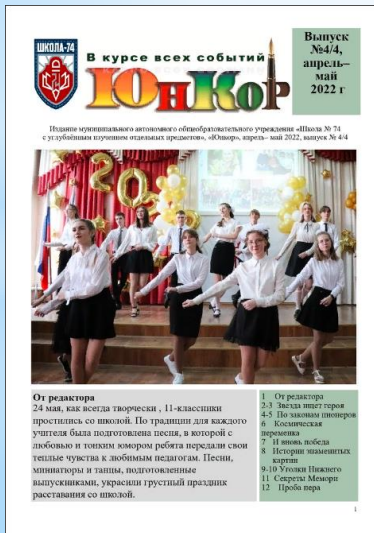 ШКОЛА-74
В курсе всех событий
ЮнКор
Выпуск
№4/4,
апрель–
май
2022 г
Издание муниципального автономного общеобразовательного учреждения «Школа № 74
с углублённым изучением отдельных предметов», «Юнкор», апрель– май 2022, выпуск № 4/4
От редактора
24 мая, как всегда творчески , 11-классники
простились со школой. По традиции для каждого
учителя была подготовлена песня, в которой с
любовью и тонким юмором ребята передали свои
теплые чувства к любимым педагогам. Песни,
миниатюры и танцы, подготовленные
выпускниками, украсили грустный праздник
расставания со школой.
1 От редактора
2-3 Звезда ищет героя
4-5 По законам пионеров
6 Космическая
переменка
7 И вновь победа
8 Истории знаменитых
картин
9-10 Уголки Нижнего
11 Секреты Мемори
12 Проба пера
1